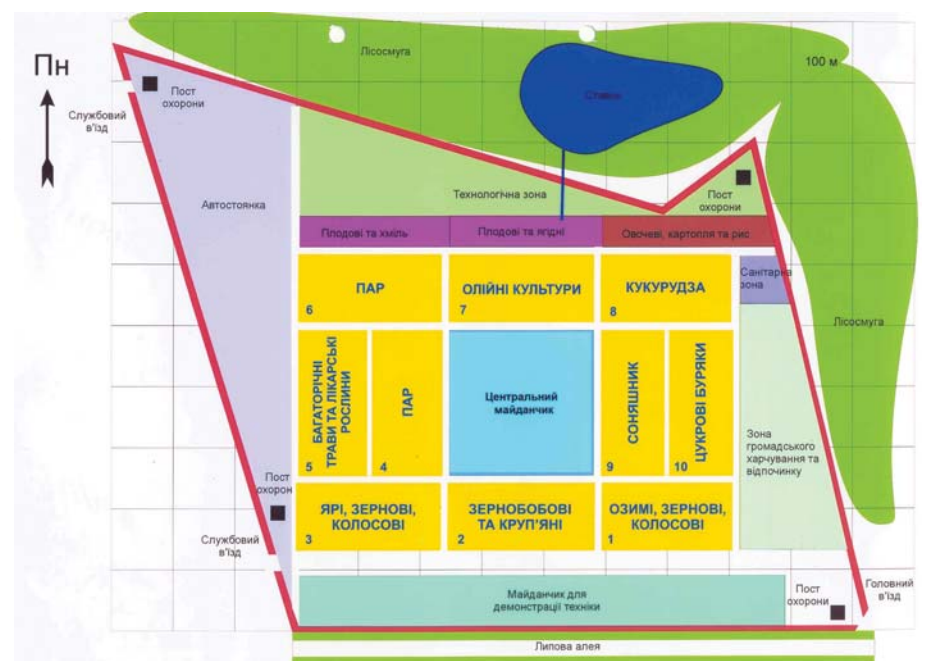 Лісосмуга
100 м
Пн
Ставок
Пост
охорони
Службовий
в'їзд
Автостоянка
Технологічна зона
Пост
охорони
Плодові та хміль
Плодові та ягідні
Овочеві, картопля та рис
ПАР
6
ОЛІЙНІ КУЛЬТУРИ
7
КУКУРУДЗА
8
Санітарна
зона
Лісосмуга
БАГАТОРІЧНІ
ТРАВИ ТА ЛІКАРСЬКІ
РОСЛИНИ
5
ПАР
4
Центральний
майданчик
СОНЯШНИК
9
ЦУКРОВІ БУРЯКИ
10
Зона
громадського
харчування та
відпочинку
Пост
охорон
ЯРІ, ЗЕРНОВІ,
КОЛОСОВІ
3
ЗЕРНОБОБОВІ
ТА КРУП'ЯНІ
2
ОЗИМІ, ЗЕРНОВІ,
КОЛОСОВІ
1
Службовий
в'їзд
Майданчик для
демонстрації техніки
Пост
охорони
Головний
в'їзд
Липова алея